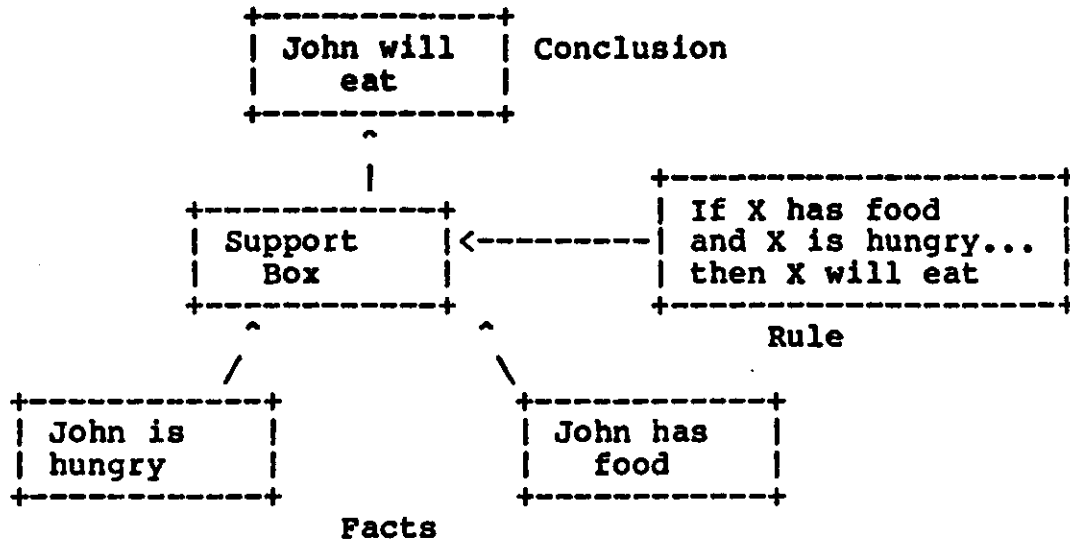 John will
eat
Conclusion
Support
Box
If X has food
and X is hungry...
then X will eat
Rule
John is
hungry
John has
food
Facts